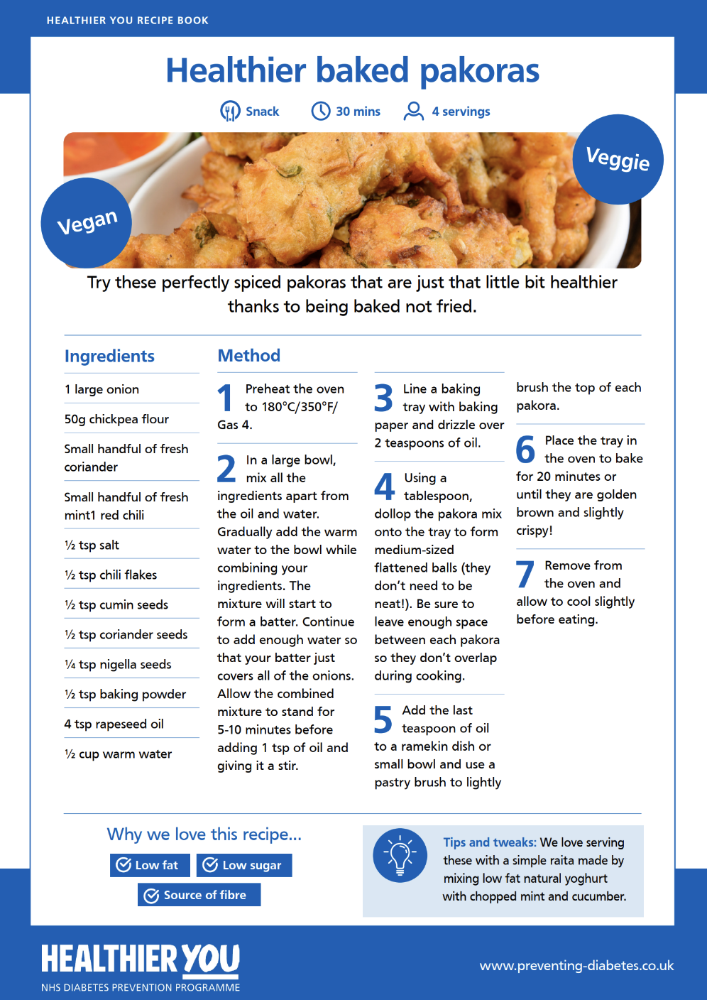 HEALTHIER YOU RECIPE BOOK
Healthier baked pakoras
Snack
30 mins
4 servings
Veggie
Vegan
Try these perfectly spiced pakoras that are just that little bit healthier
thanks to being baked not fried.
Ingredients
1 large onion
50g chickpea flour
Small handful of fresh
coriander
Small handful of fresh
mint1 red chili
½ tsp salt
½ tsp chili flakes
½ tsp cumin seeds
½ tsp coriander seeds
¼ tsp nigella seeds
½ tsp baking powder
4 tsp rapeseed oil
½ cup warm water
Method
1 Preheat the oven
to 180°C/350°F/
Gas 4.
2 In a large bowl,
mix all the
ingredients apart from
the oil and water.
Gradually add the warm
water to the bowl while
combining your
ingredients. The
mixture will start to
form a batter. Continue
to add enough water so
that your batter just
covers all of the onions.
Allow the combined
mixture to stand for
5-10 minutes before
adding 1 tsp of oil and
giving it a stir.
3 Line a baking
tray with baking
paper and drizzle over
2 teaspoons of oil.
4 Using a
tablespoon,
dollop the pakora mix
onto the tray to form
medium-sized
flattened balls (they
don't need to be
neat!). Be sure to
leave enough space
between each pakora
so they don't overlap
during cooking.
5 Add the last
teaspoon of oil
to a ramekin dish or
small bowl and use a
pastry brush to lightly
brush the top of each
pakora.
6 Place the tray in
the oven to bake
for 20 minutes or
until they are golden
brown and slightly
crispy!
7 Remove from
the oven and
allow to cool slightly
before eating.
Why we love this recipe...
Low fat
Low sugar
Source of fibre
Tips and tweaks: We love serving
these with a simple raita made by
mixing low fat natural yoghurt
with chopped mint and cucumber.
HEALTHIER YOU
NHS DIABETES PREVENTION PROGRAMME
www.preventing-diabetes.co.uk